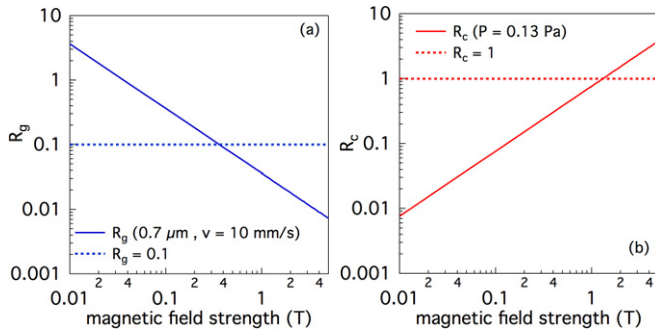 (a)
10
1
0.1
0.01
0.001
R_g
R_g (0.7 μm , v = 10 mm/s)
R_g = 0.1
0.01 2 4 0.1 2 4 1 2 4
magnetic field strength (T)
R_c (P = 0.13 Pa)
R_c = 1
10
1
0.1
0.01
0.001
R_c
(b)
0.01 2 4 0.1 2 4 1 2 4
magnetic field strength (T)